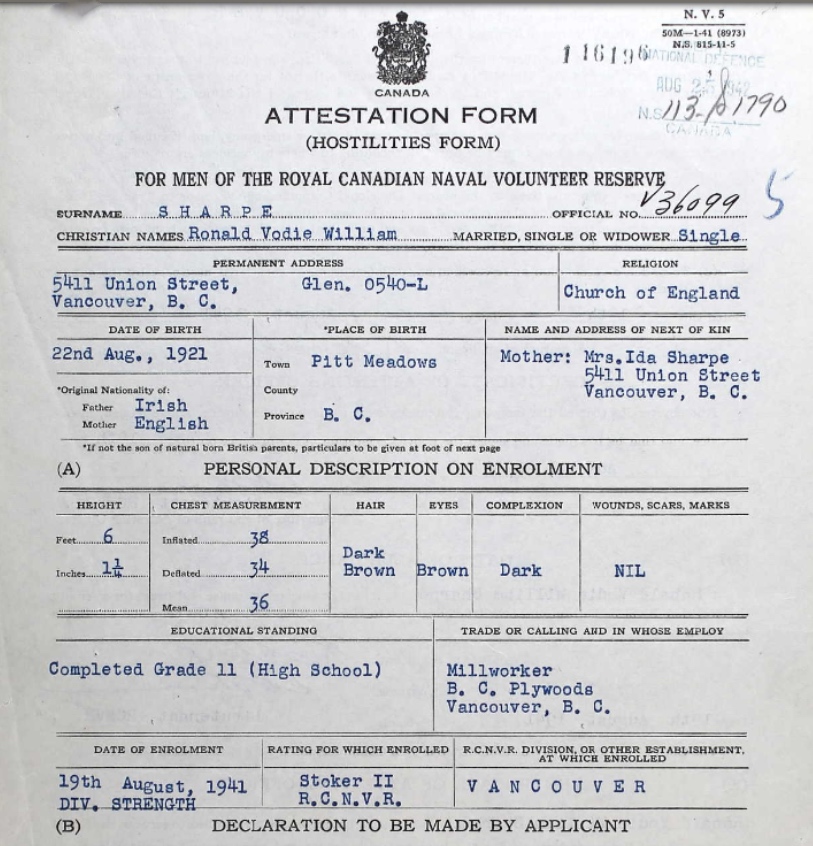 N. V. 5
50M—1-41 (8973)
N.S. 815-11-5
116196
NATIONAL DEFENCE
AUG 25 1942
N.S. 113-S-1790
CANADA
CANADA
ATTESTATION FORM
(HOSTILITIES FORM)
FOR MEN OF THE ROYAL CANADIAN NAVAL VOLUNTEER RESERVE
5
SURNAME SHARPE OFFICIAL NO. V36099
CHRISTIAN NAMES Ronald Vodie William MARRIED, SINGLE OR WIDOWER Single
PERMANENT ADDRESS RELIGION
5411 Union Street, Glen. 0540-L
Vancouver, B. C.
Church of England
DATE OF BIRTH *PLACE OF BIRTH NAME AND ADDRESS OF NEXT OF KIN
22nd Aug., 1921
*Original Nationality of:
Father Irish
Mother English
Town Pitt Meadows
County
Province B. C.
Mother: Mrs.Ida Sharpe
5411 Union Street
Vancouver, B. C.
*If not the son of natural born British parents, particulars to be given at foot of next page
(A) PERSONAL DESCRIPTION ON ENROLMENT
HEIGHT CHEST MEASUREMENT HAIR EYES COMPLEXION WOUNDS, SCARS, MARKS
Feet 6
Inches 1¼
Inflated 38
Deflated 34
Mean 36
Dark
Brown
Brown
Dark
NIL
EDUCATIONAL STANDING TRADE OR CALLING AND IN WHOSE EMPLOY
Completed Grade 11 (High School)
Millworker
B. C. Plywoods
Vancouver, B. C.
DATE OF ENROLMENT RATING FOR WHICH ENROLLED R.C.N.V.R. DIVISION, OR OTHER ESTABLISHMENT,
AT WHICH ENROLLED
19th August, 1941
DIV. STRENGTH
Stoker II
R.C.N.V.R.
VANCOUVER
(B) DECLARATION TO BE MADE BY APPLICANT